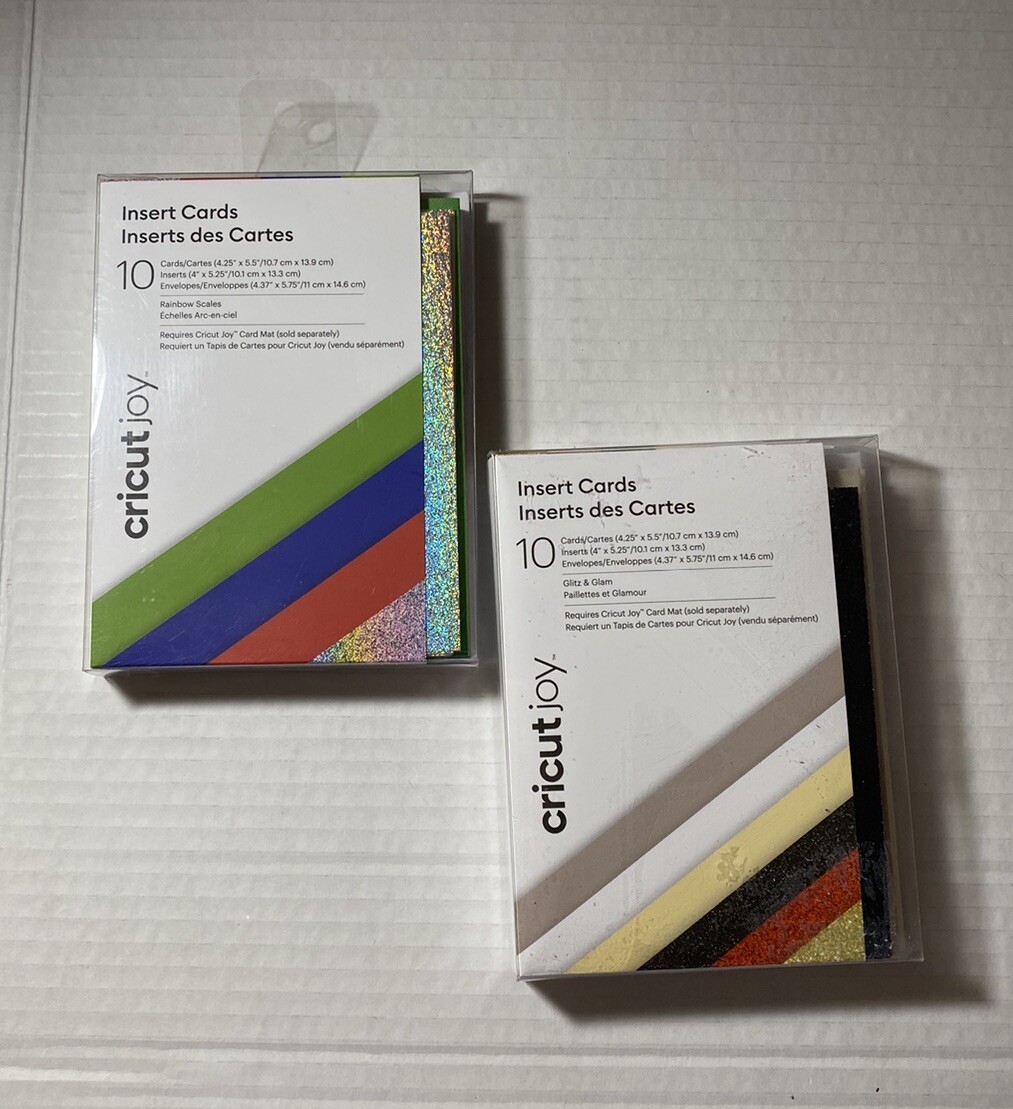 Insert Cards
Inserts des Cartes
10
Cards/Cartes (4.25" x 5.5"/10.7 cm x 13.9 cm)
Inserts (4" x 5.25"/10.1 cm x 13.3 cm)
Envelopes/Enveloppes (4.37" x 5.75"/11 cm x 14.6 cm)
Rainbow Scales
Échelles Arc-en-ciel
Requires Cricut Joy™ Card Mat (sold separately)
Requiert un Tapis de Cartes pour Cricut Joy (vendu séparément)
cricut joy™
Insert Cards
Inserts des Cartes
10
Cards/Cartes (4.25" x 5.5"/10.7 cm x 13.9 cm)
Inserts (4" x 5.25"/10.1 cm x 13.3 cm)
Envelopes/Enveloppes (4.37" x 5.75"/11 cm x 14.6 cm)
Glitz & Glam
Paillettes et Glamour
Requires Cricut Joy™ Card Mat (sold separately)
Requiert un Tapis de Cartes pour Cricut Joy (vendu séparément)
cricut joy™